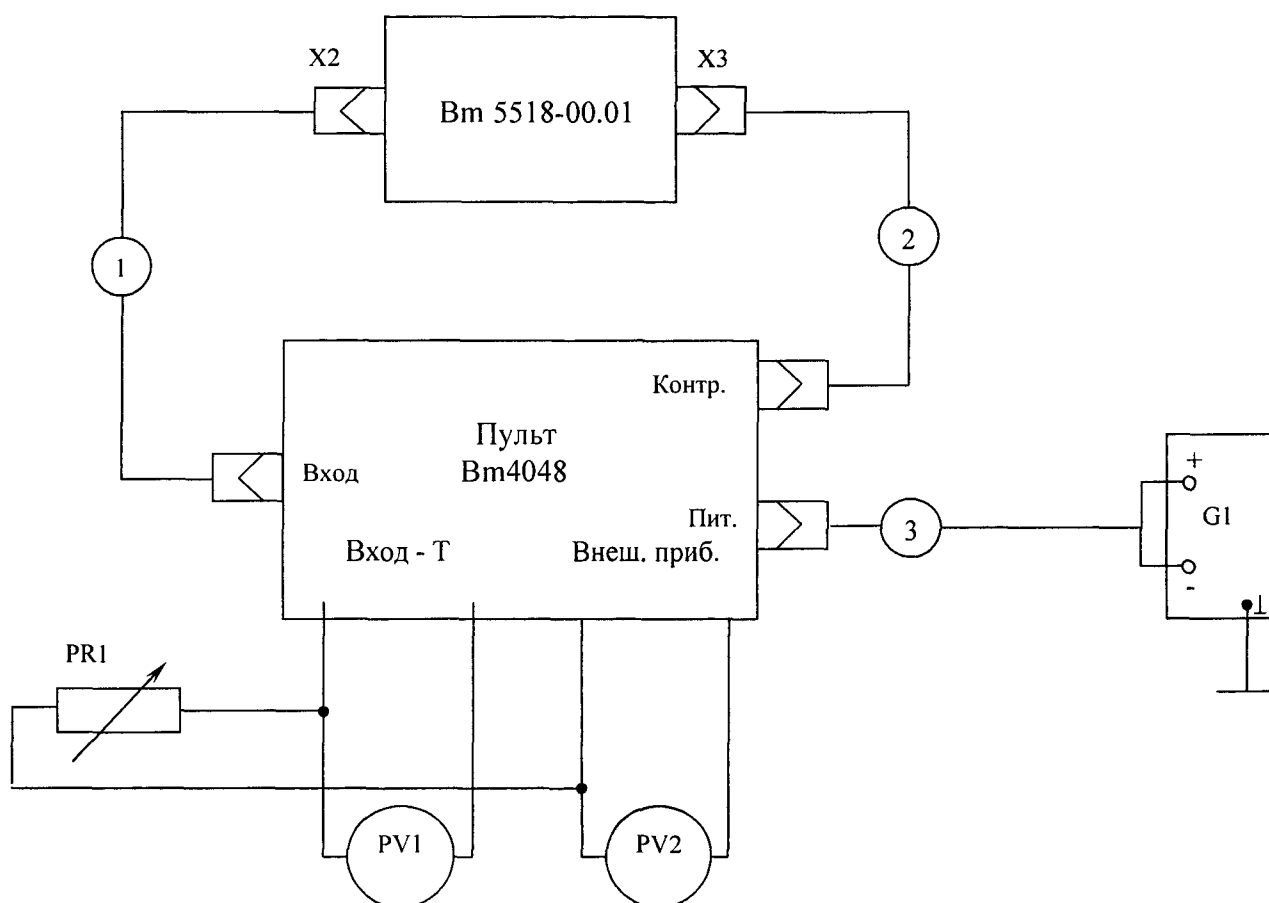 X2
X3
Bm 5518-00.01
1
2
Контр.
Пульт
Bm4048
Вход
Пит.
3
+
G1
-
⊥
Вход - Т
Внеш. приб.
PR1
PV1
PV2